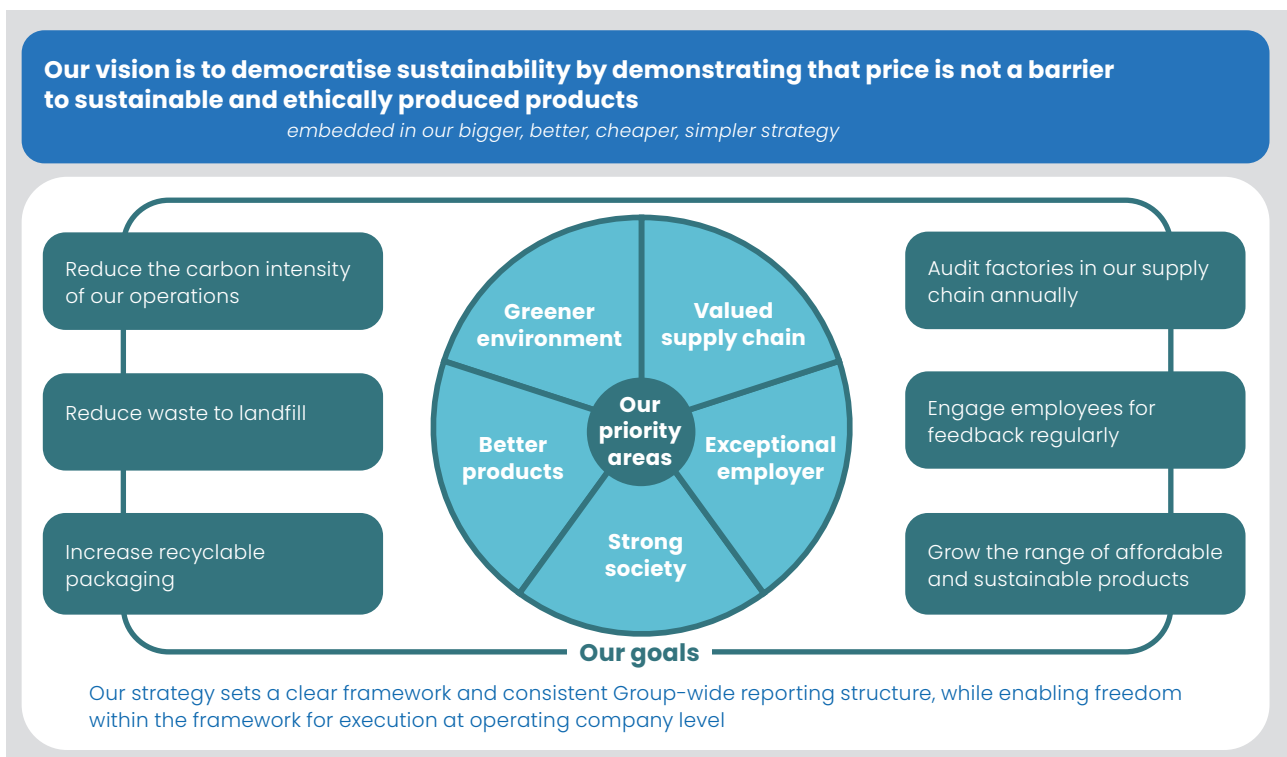 Our vision is to democratise sustainability by demonstrating that price is not a barrier
to sustainable and ethically produced products
embedded in our bigger, better, cheaper, simpler strategy
Reduce the carbon intensity
of our operations
Reduce waste to landfill
Increase recyclable
packaging
Greener
environment
Valued
supply chain
Our
priority
areas
Better
products
Exceptional
employer
Strong
society
Audit factories in our supply
chain annually
Engage employees for
feedback regularly
Grow the range of affordable
and sustainable products
Our goals
Our strategy sets a clear framework and consistent Group-wide reporting structure, while enabling freedom
within the framework for execution at operating company level